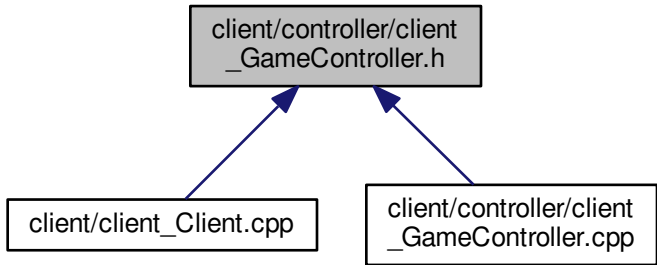 client/controller/client
_GameController.h
client/client_Client.cpp
client/controller/client
_GameController.cpp